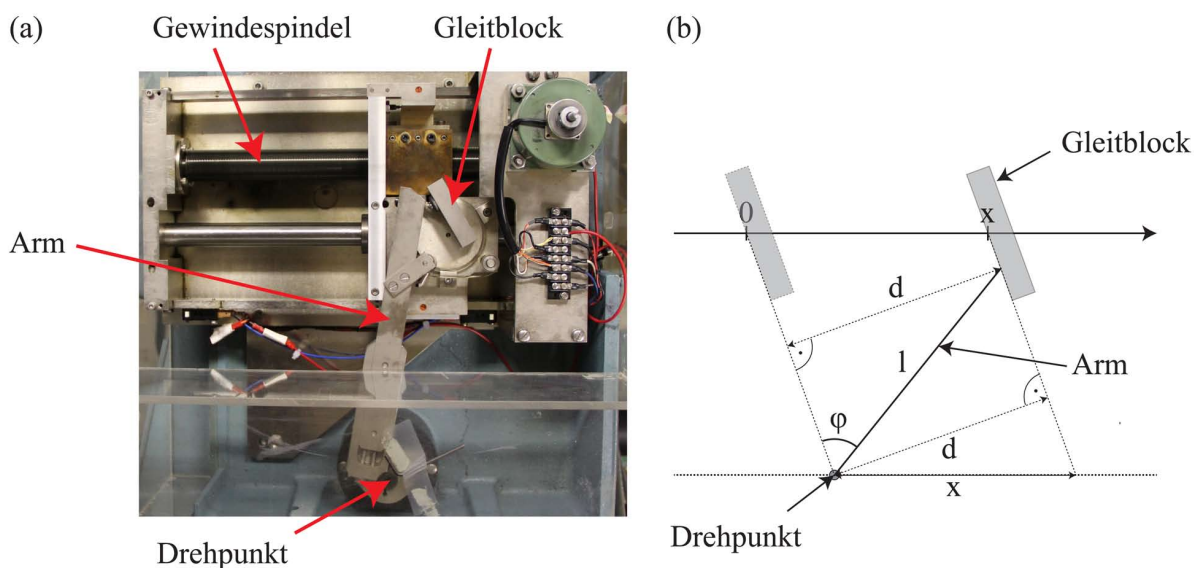 (a)
Gewindespindel
Gleitblock
Arm
Drehpunkt
(b)
Gleitblock
0
x
d
l
Arm
φ
d
x
Drehpunkt